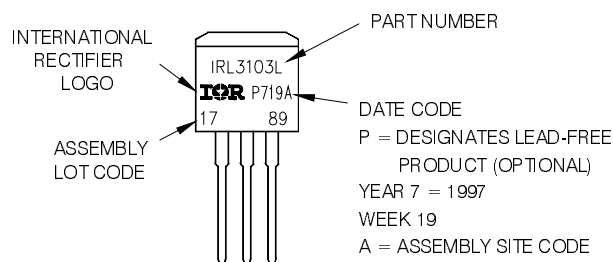 INTERNATIONAL
RECTIFIER
LOGO
ASSEMBLY
LOT CODE
IRL3103L
IOR P719A
17 89
PART NUMBER
DATE CODE
P = DESIGNATES LEAD-FREE
PRODUCT (OPTIONAL)
YEAR 7 = 1997
WEEK 19
A = ASSEMBLY SITE CODE